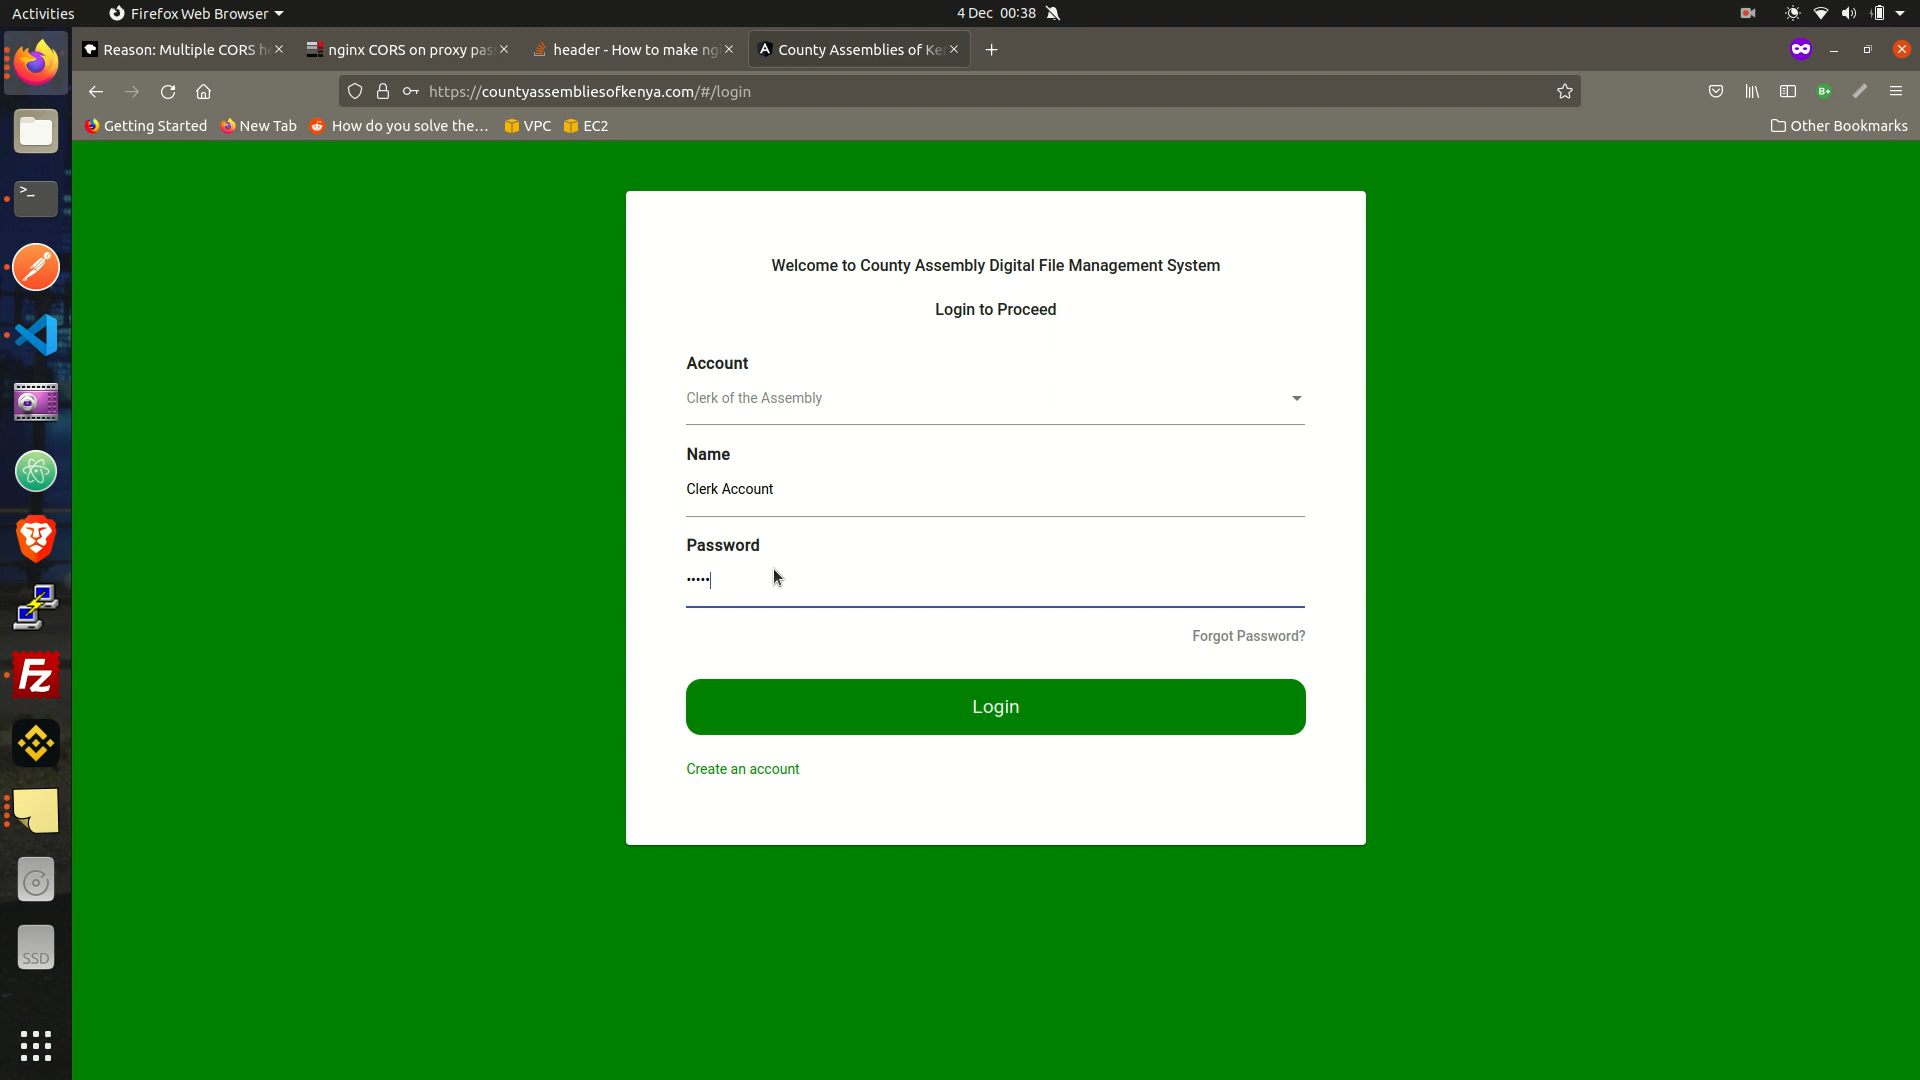 Activities
Firefox Web Browser
4 Dec 00:38
Reason: Multiple CORS he
nginx CORS on proxy pas
header - How to make ng
County Assemblies of Ke
https://countyassembliesofkenya.com/#/login
B+
Getting Started
New Tab
How do you solve the...
VPC
EC2
Other Bookmarks
>_
Fz
SSD
Welcome to County Assembly Digital File Management System
Login to Proceed
Account
Clerk of the Assembly
Name
Clerk Account
Password
•••••
Forgot Password?
Login
Create an account